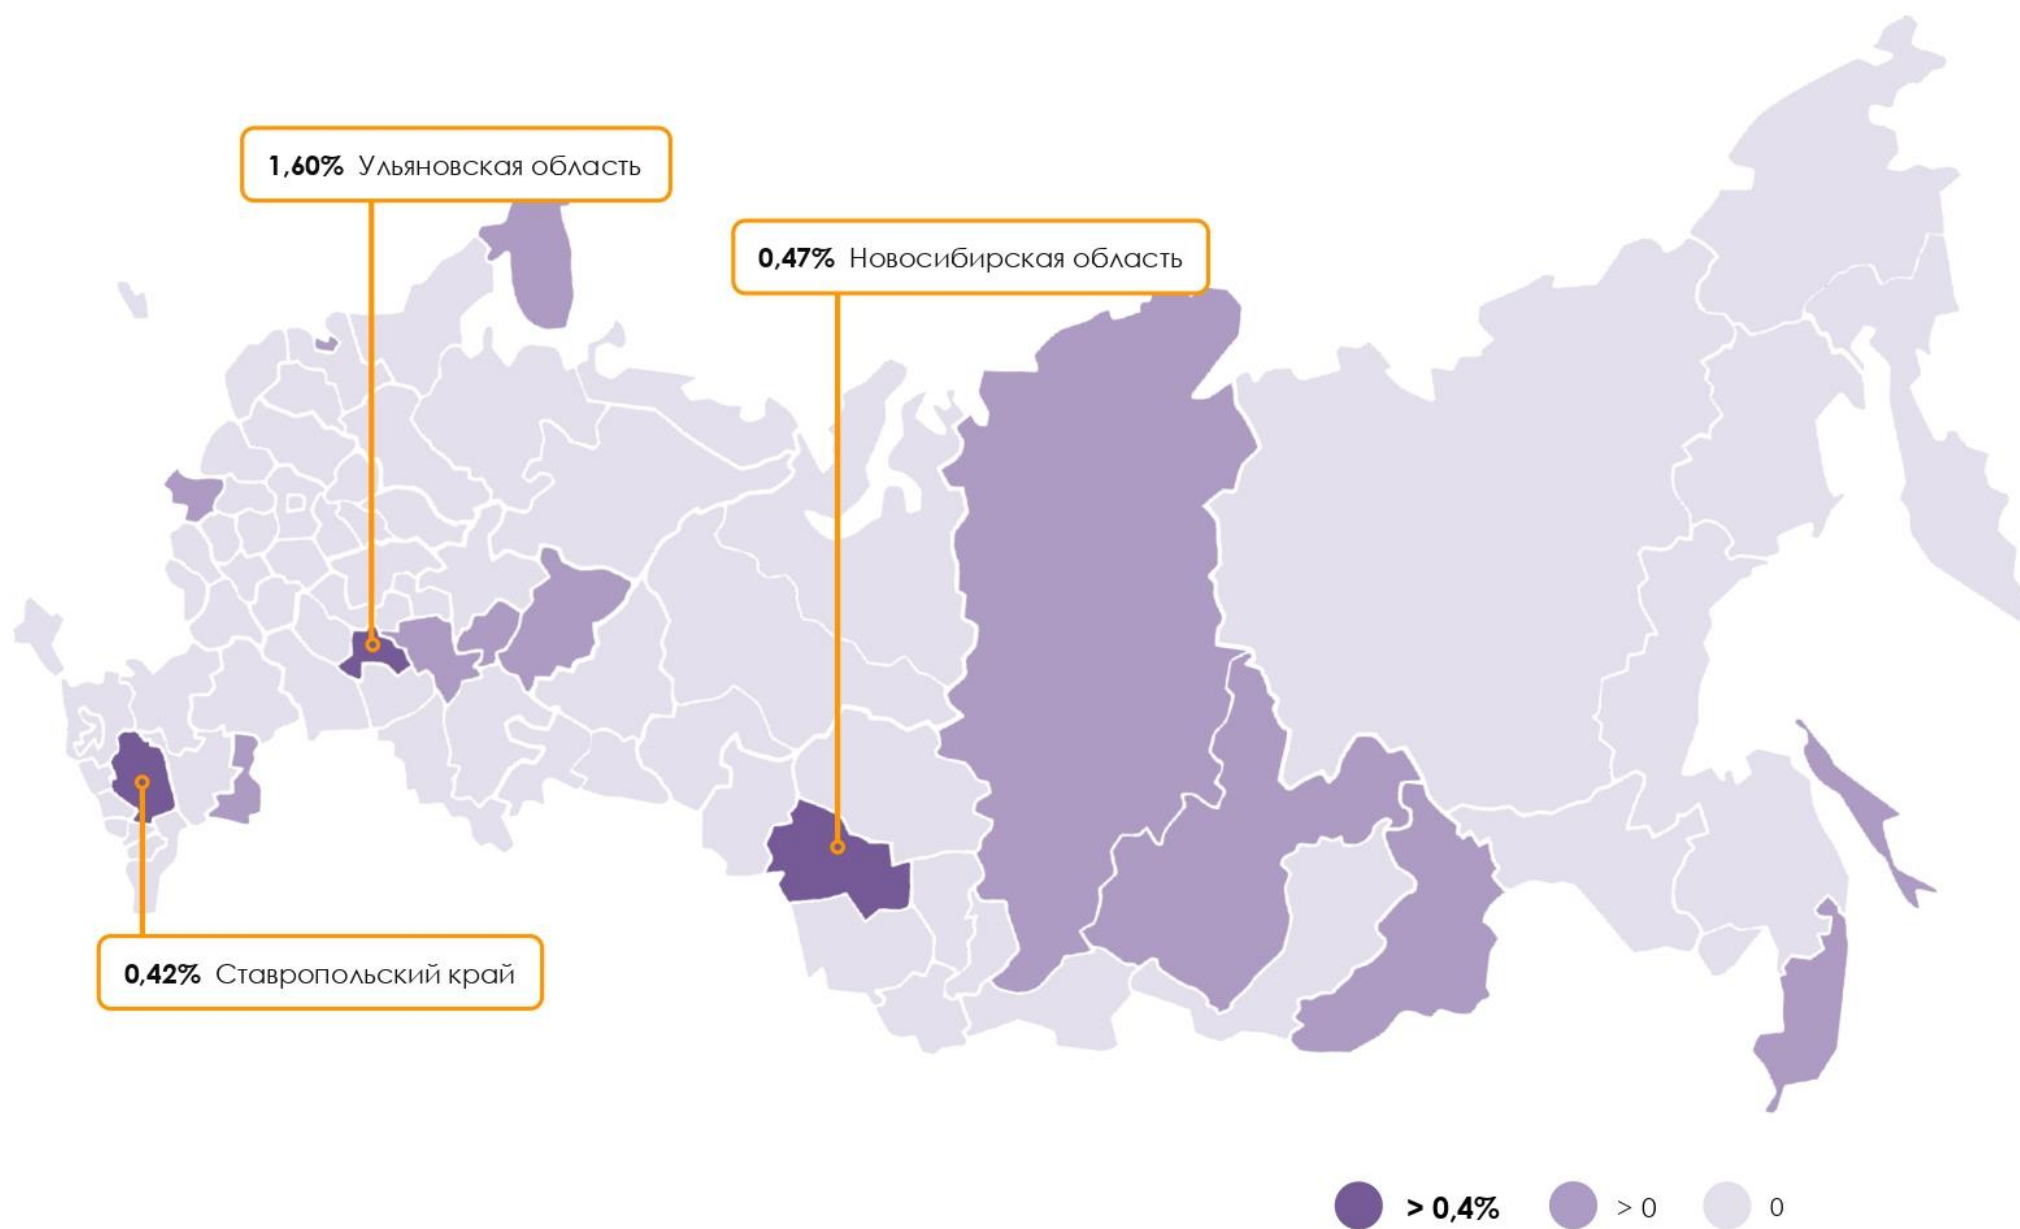 1,60% Ульяновская область
0,47% Новосибирская область
0,42% Ставропольский край
> 0,4% > 0 0